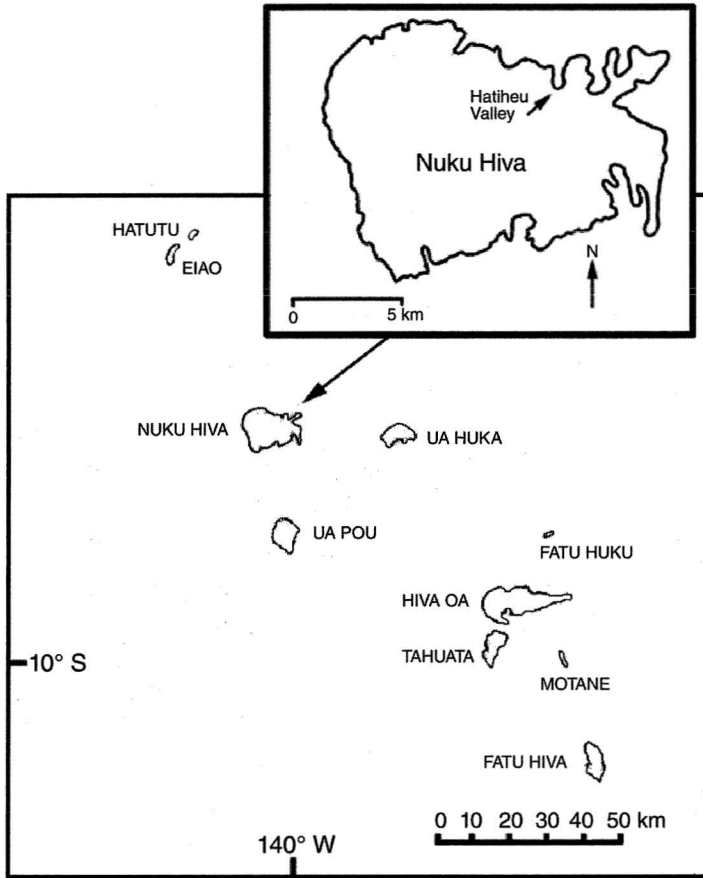 Hatiheu
Valley
Nuku Hiva
N
0 5 km
HATUTU
EIAO
NUKU HIVA
UA HUKA
UA POU
FATU HUKU
HIVA OA
TAHUATA
10° S
MOTANE
FATU HIVA
0 10 20 30 40 50 km
140° W